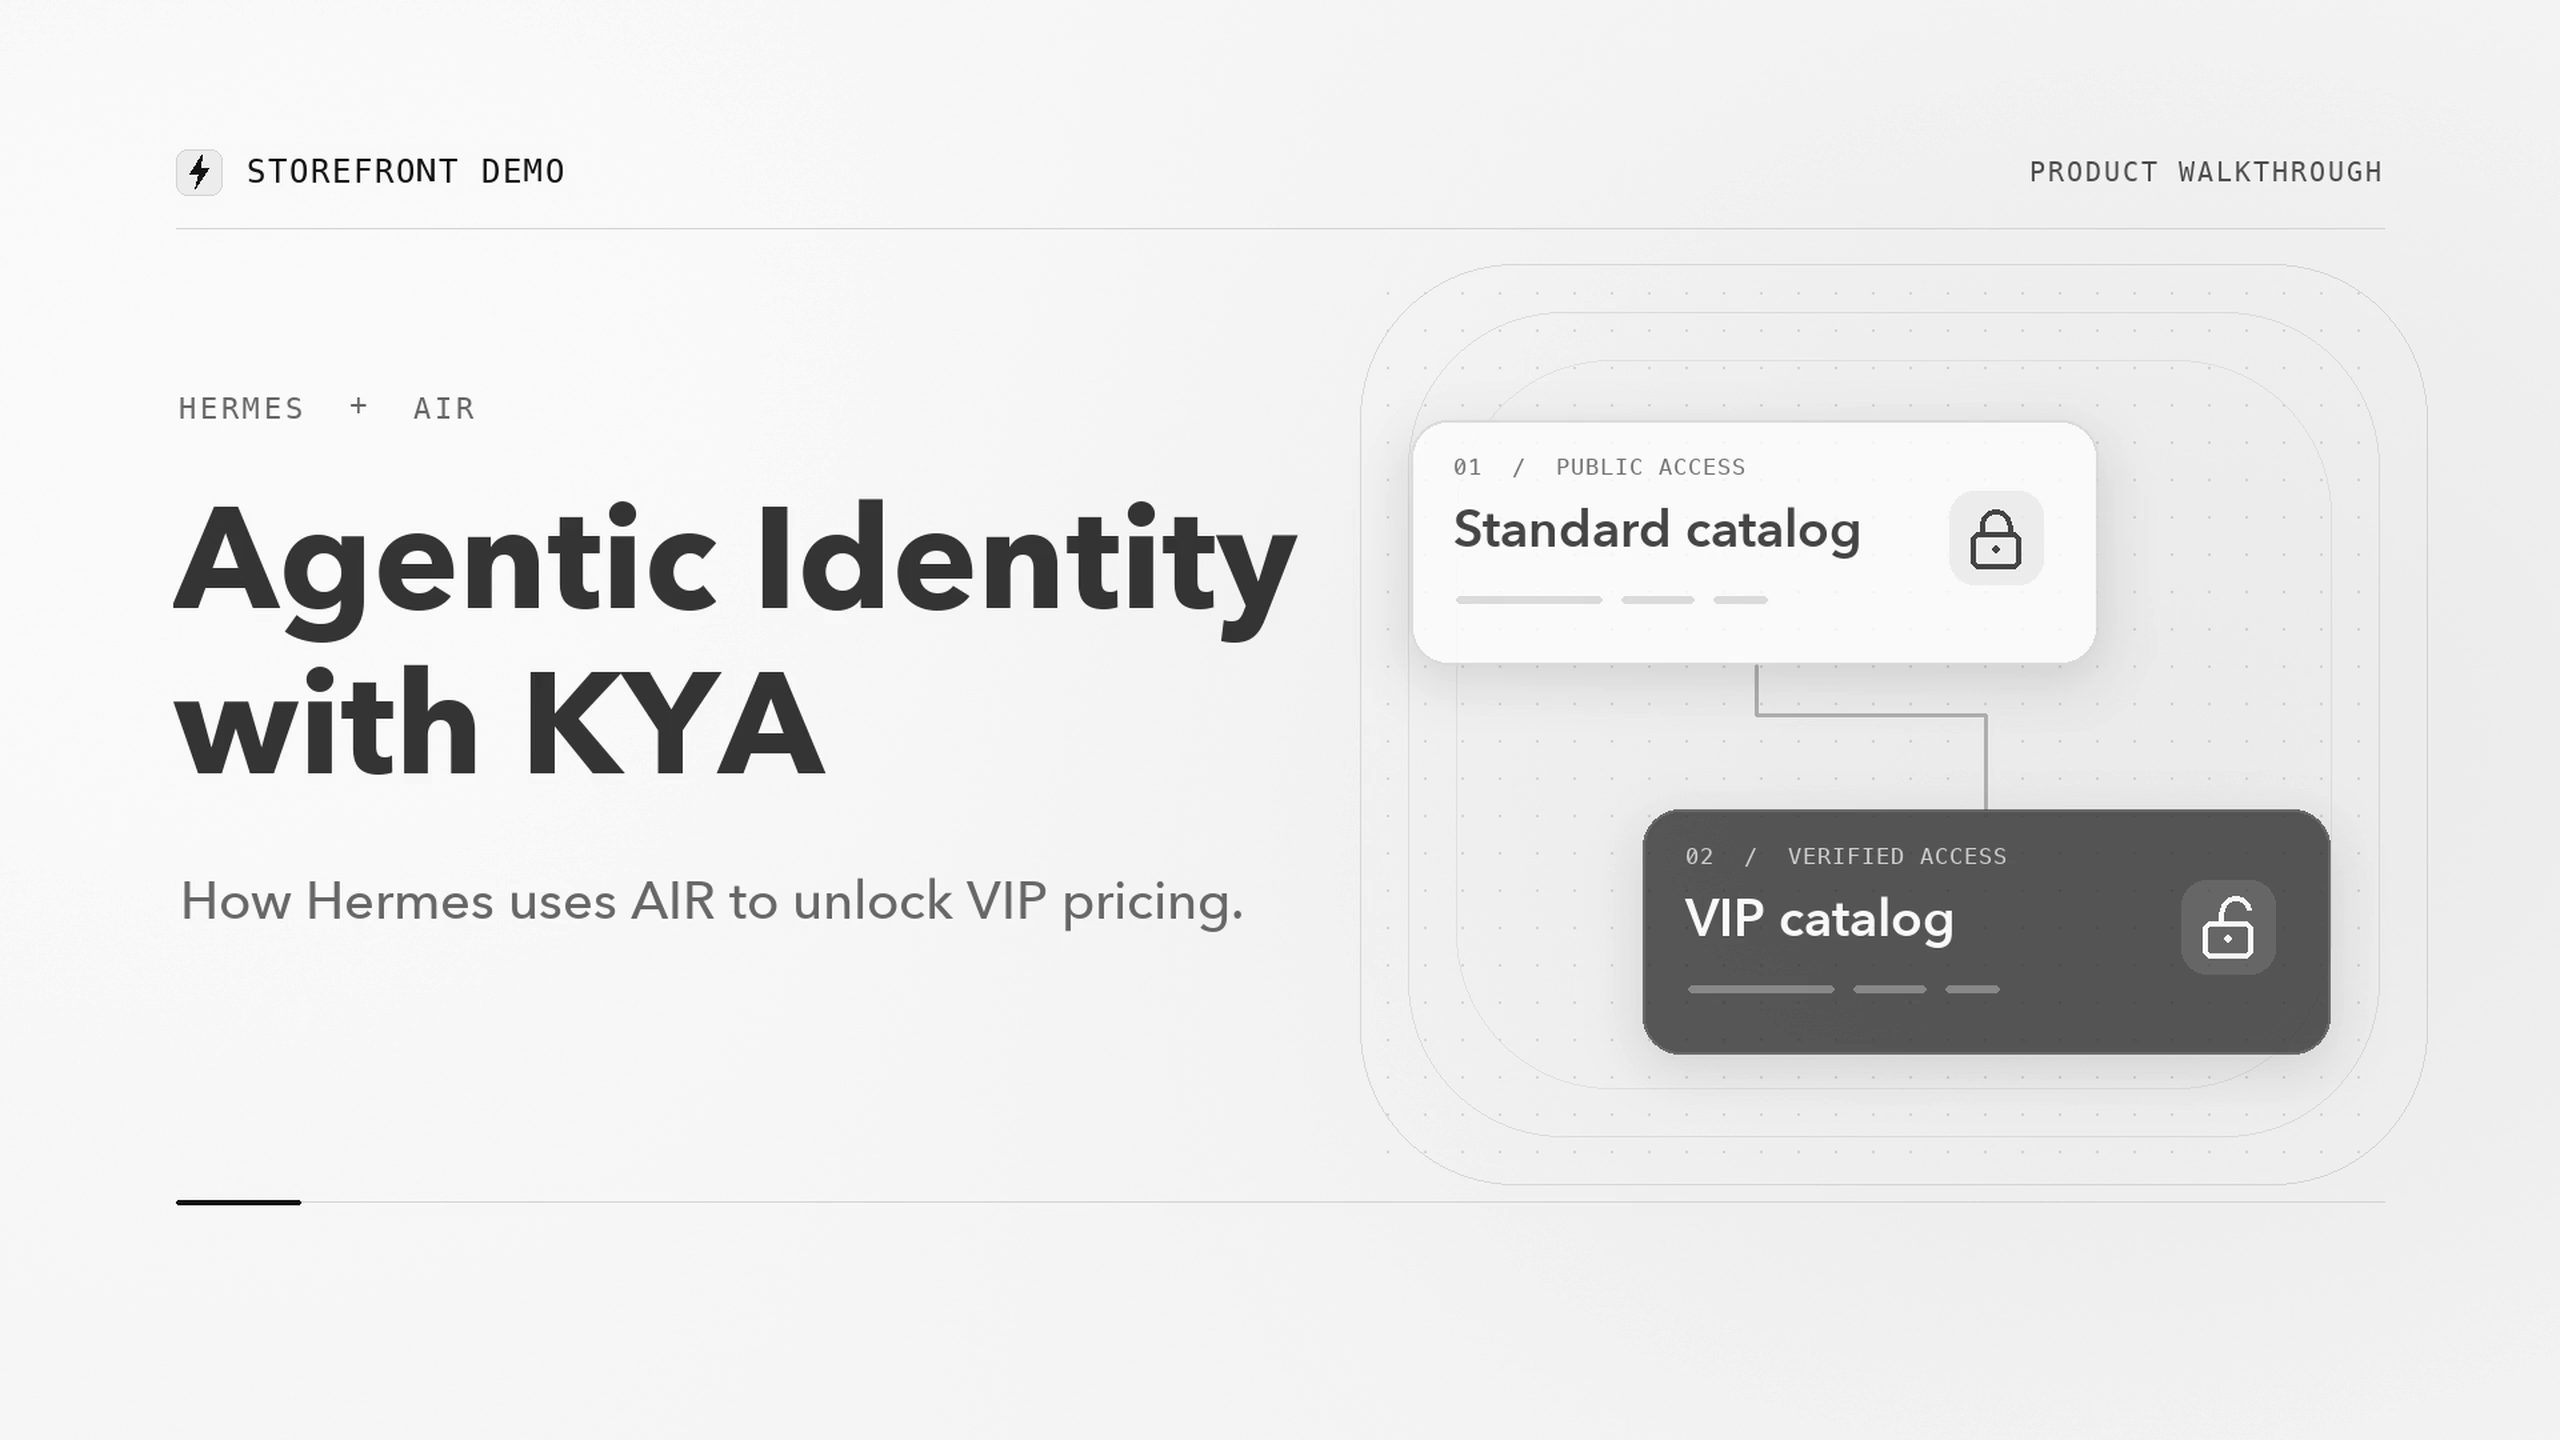 STOREFRONT DEMO
PRODUCT WALKTHROUGH
HERMES + AIR
Agentic Identity
with KYA
How Hermes uses AIR to unlock VIP pricing.
01 / PUBLIC ACCESS
Standard catalog
02 / VERIFIED ACCESS
VIP catalog